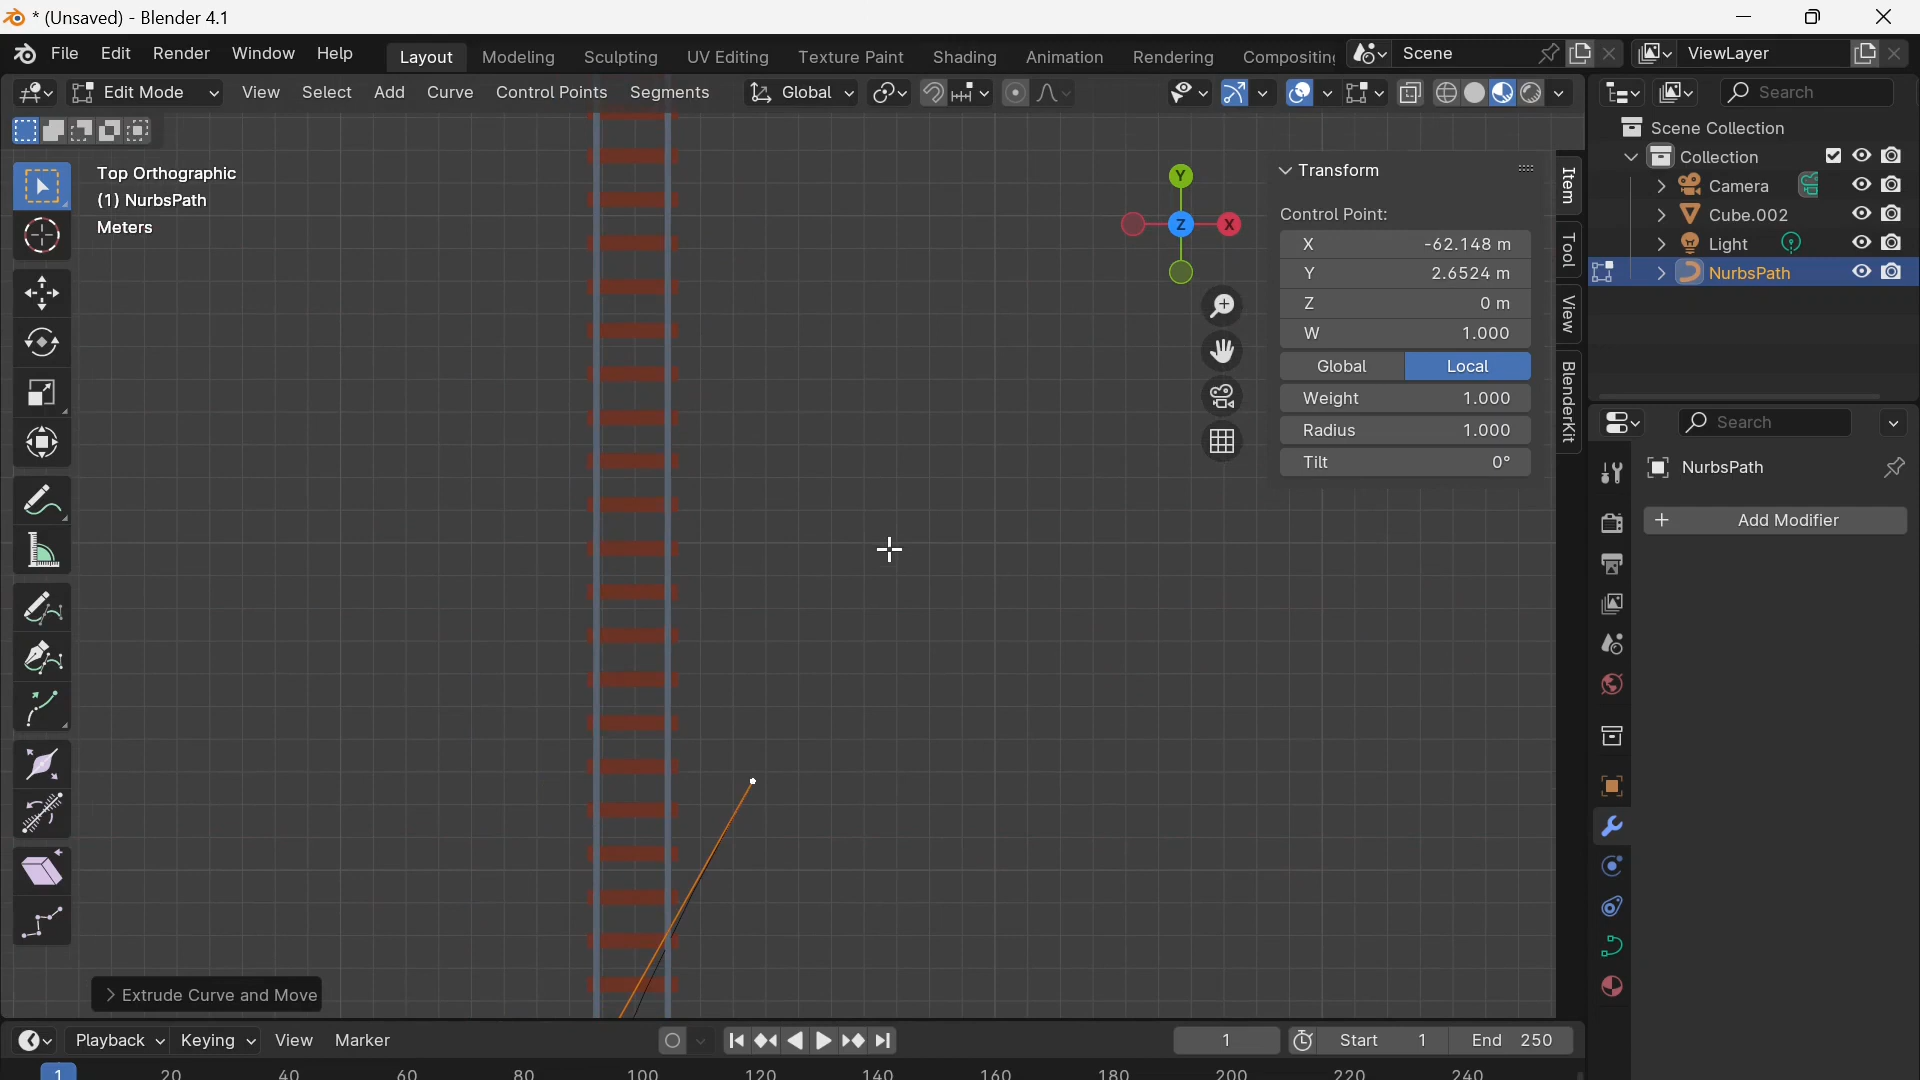 * (Unsaved) - Blender 4.1
File Edit Render Window Help Layout Modeling Sculpting UV Editing Texture Paint Shading Animation Rendering Compositing Scene ViewLayer
Edit Mode View Select Add Curve Control Points Segments Global Search
Scene Collection
Collection
Camera
Cube.002
Light
NurbsPath
Top Orthographic
(1) NurbsPath
Meters
Y
X
Z
Transform
Control Point:
X -62.148 m
Y 2.6524 m
Z 0 m
W 1.000
Global Local
Weight 1.000
Radius 1.000
Tilt 0°
Item
Tool
View
BlenderKit
Search
NurbsPath
+ Add Modifier
> Extrude Curve and Move
Playback Keying View Marker 1 Start 1 End 250
1 20 40 60 80 100 120 140 160 180 200 220 240